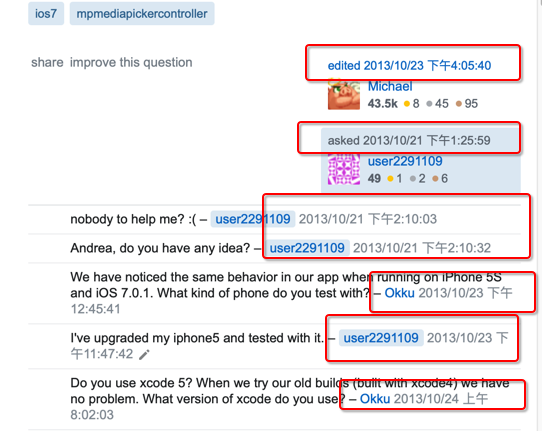 ios7 mpmediapickercontroller
share improve this question
edited 2013/10/23 下午4:05:40
Michael
43.5k 8 45 95
asked 2013/10/21 下午1:25:59
user2291109
49 1 2 6
nobody to help me? :( – user2291109 2013/10/21 下午2:10:03
Andrea, do you have any idea? – user2291109 2013/10/21 下午2:10:32
We have noticed the same behavior in our app when running on iPhone 5S
and iOS 7.0.1. What kind of phone do you test with? – Okku 2013/10/23 下午
12:45:41
I've upgraded my iphone5 and tested with it. – user2291109 2013/10/23 下
午11:47:42
Do you use xcode 5? When we try our old builds (built with xcode4) we have
no problem. What version of xcode do you use? – Okku 2013/10/24 上午
8:02:03